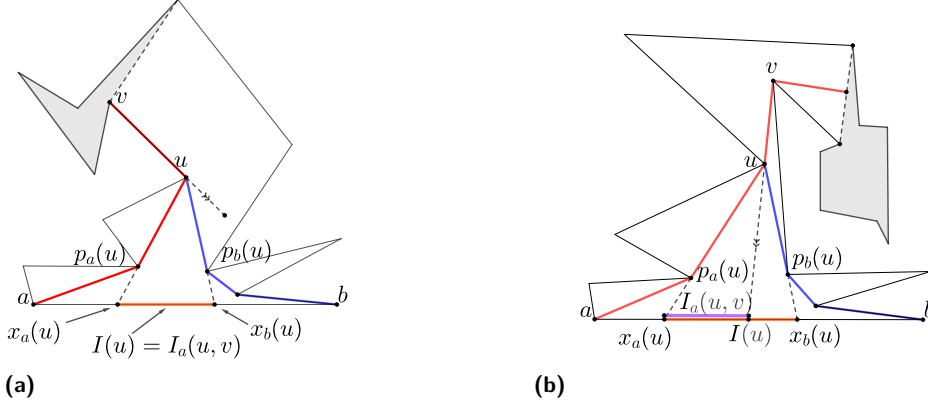 v
u
p_a(u)
p_b(u)
a
b
x_a(u)
x_b(u)
I(u) = I_a(u, v)
(a)
v
u
p_a(u)
p_b(u)
I_a(u, v)
a
b
x_a(u)
I(u)
x_b(u)
(b)